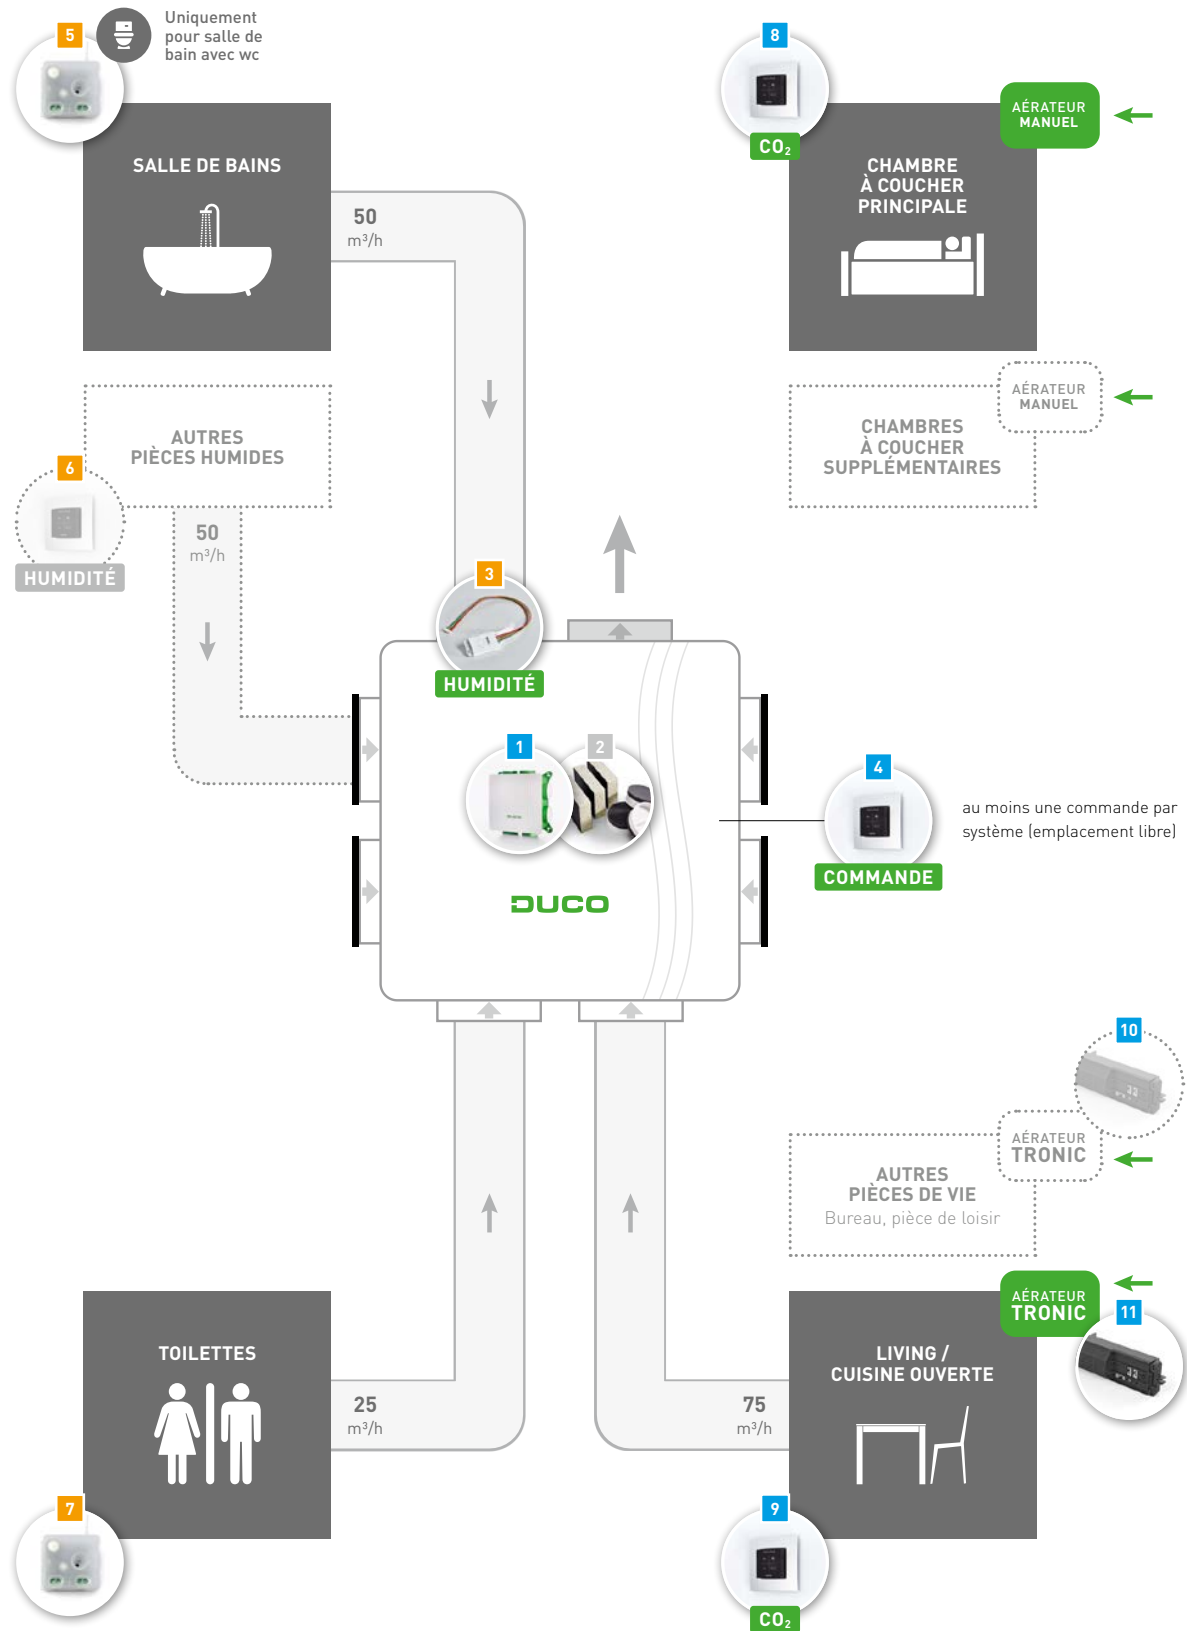 5
Uniquement
pour salle de
bain avec wc
SALLE DE BAINS
50
m³/h
8
CO₂
AÉRATEUR
MANUEL
CHAMBRE
À COUCHER
PRINCIPALE
AUTRES
PIÈCES HUMIDES
6
HUMIDITÉ
50
m³/h
AÉRATEUR
MANUEL
CHAMBRES
À COUCHER
SUPPLÉMENTAIRES
3
HUMIDITÉ
1
2
DUCO
4
COMMANDE
au moins une commande par
système (emplacement libre)
10
AÉRATEUR
TRONIC
AUTRES
PIÈCES DE VIE
Bureau, pièce de loisir
TOILETTES
25
m³/h
7
AÉRATEUR
TRONIC
11
LIVING /
CUISINE OUVERTE
75
m³/h
9
CO₂